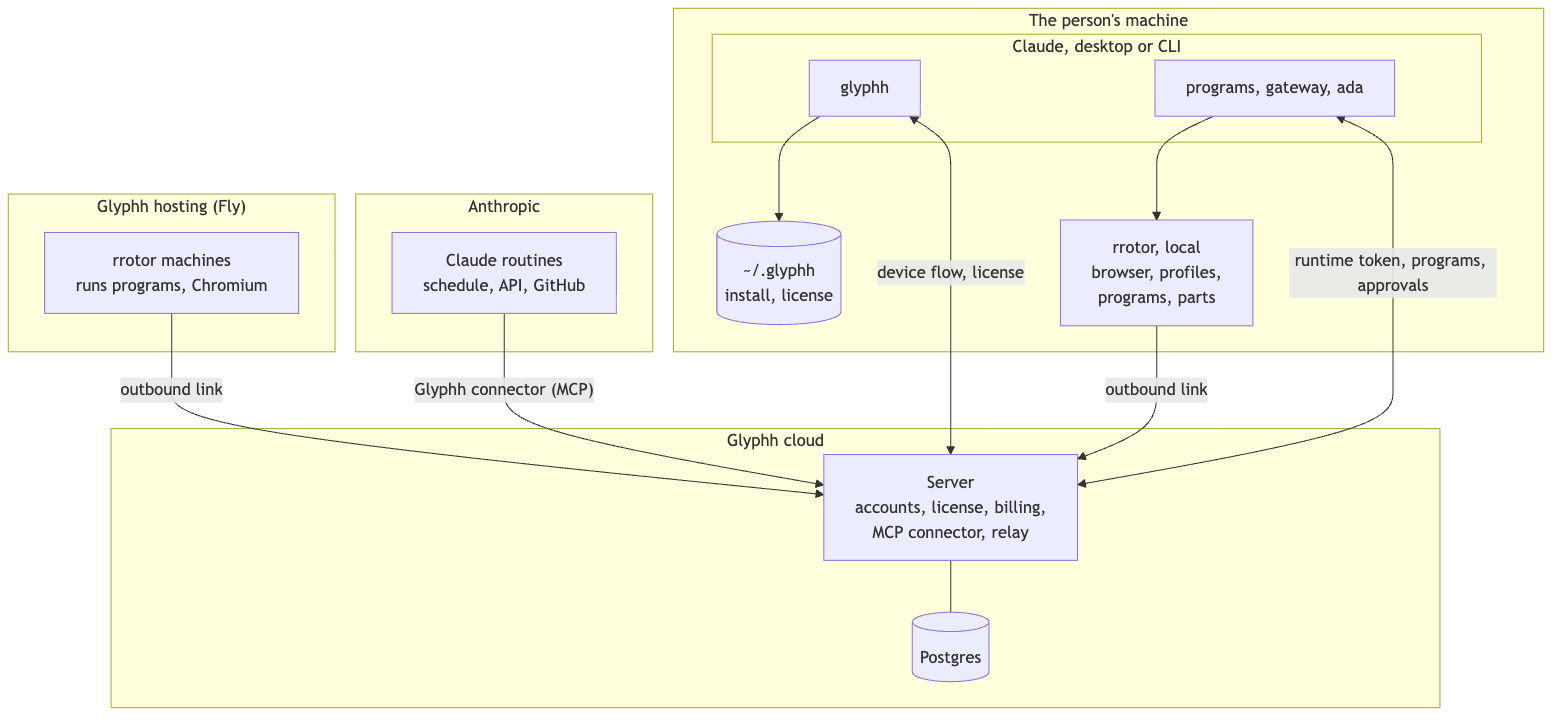 The person's machine
Claude, desktop or CLI
glyphh
programs, gateway, ada
Glyphh hosting (Fly)
rrotor machines
runs programs, Chromium
Anthropic
Claude routines
schedule, API, GitHub
~/.glyphh
install, license
device flow, license
rrotor, local
browser, profiles,
programs, parts
runtime token, programs,
approvals
outbound link
Glyphh connector (MCP)
outbound link
Glyphh cloud
Server
accounts, license, billing,
MCP connector, relay
Postgres